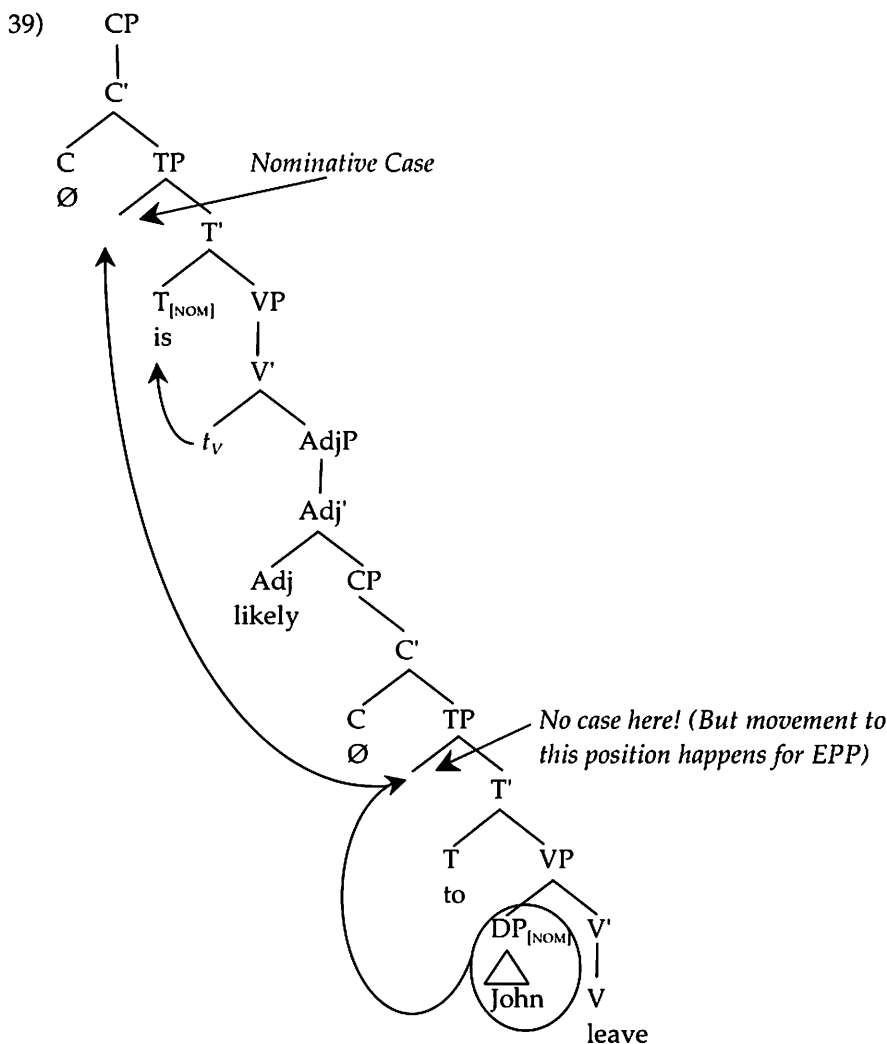 39) CP
C'
C TP Nominative Case
Ø
T'
T[NOM] VP
is
V'
tV AdjP
Adj'
Adj CP
likely
C'
C TP No case here! (But movement to
Ø this position happens for EPP)
T'
T VP
to
DP[NOM] V'
John V
leave